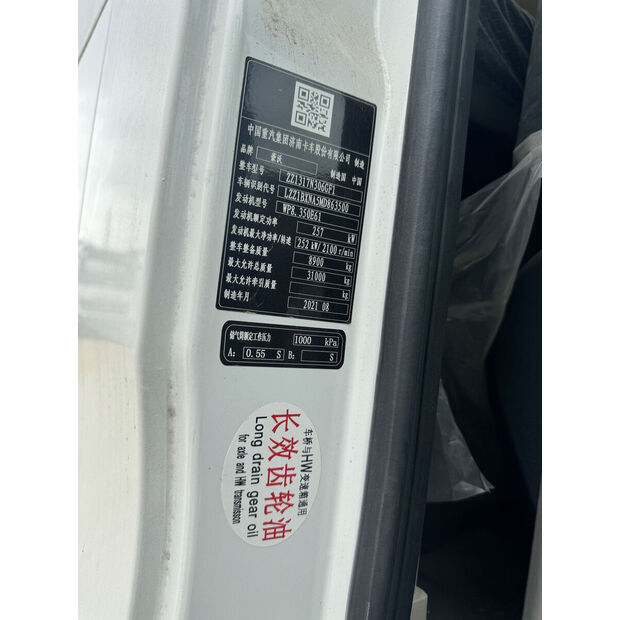 中国重汽集团济南卡车股份有限公司 制造
品牌 豪沃 制造国 中国
整车型号 ZZ1317N306GF1
车辆识别代号 LZZ1BXNA5MD863500
发动机型号 WP8.350E61
发动机额定功率 257 kW
发动机最大净功率/转速 252 kW/2100 r/min
整车整备质量 8900 kg
最大允许总质量 31000 kg
最大允许牵引质量 kg
制造年月 2021 08
储气筒额定工作压力 1000 kPa
A: 0.55 S B: S
车桥与HW变速箱通用
长效齿轮油
Long drain gear oil
for axle and HW transmisson